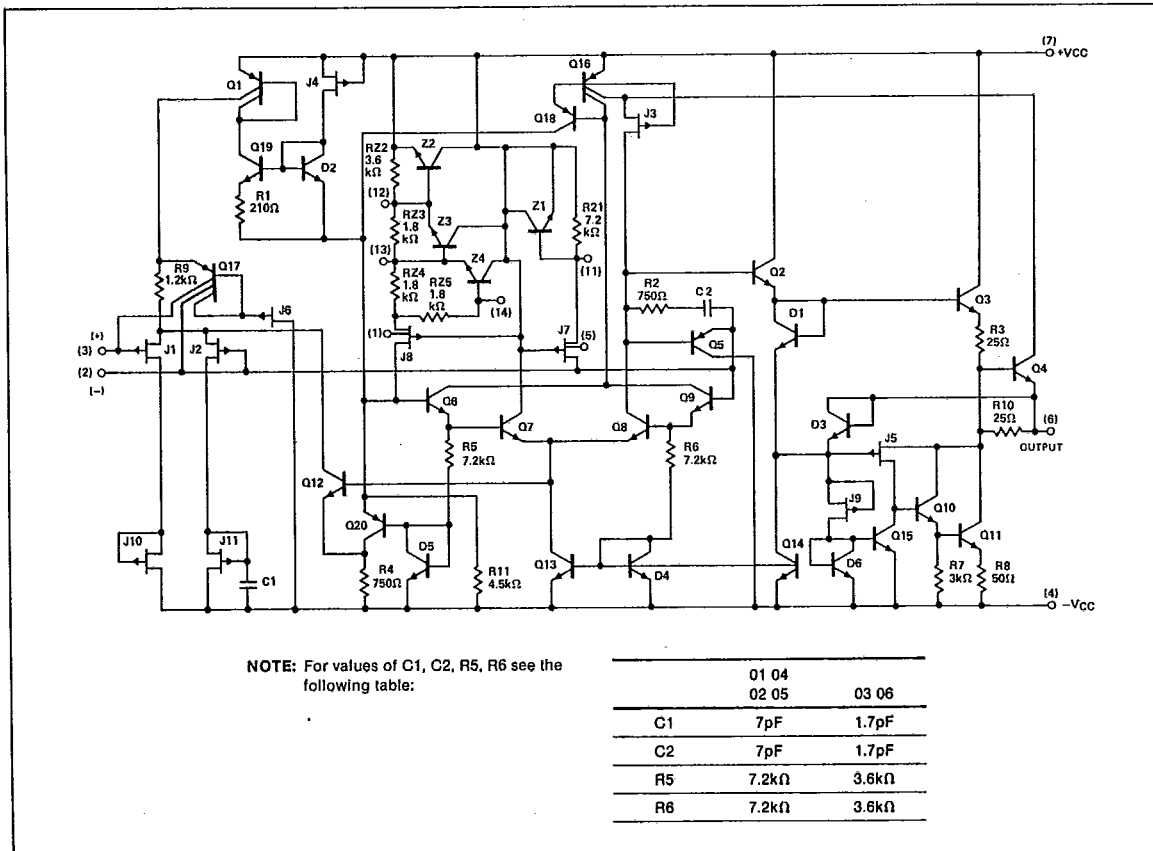 (7)
+VCC
Q1
J4
Q16
Q18
J3
Q19
D2
RZ2
3.6
kΩ
Z2
R1
210Ω
(12)
RZ3
1.8
kΩ
Z3
Z1
R21
7.2
kΩ
(13)
Z4
(11)
RZ4
1.8
kΩ
RZ5
1.8
kΩ
(14)
R9
1.2kΩ
Q17
J6
Q2
R2
750Ω
C2
D1
Q3
R3
25Ω
(+)
(3)
J1
J2
(1)
J8
J7
(5)
Q5
Q4
(2)
(-)
Q6
Q7
Q8
Q9
D3
R10
25Ω
(6)
OUTPUT
R5
7.2kΩ
R6
7.2kΩ
J5
Q12
J9
Q10
Q20
D5
R11
4.5kΩ
Q13
D4
Q14
D6
Q15
Q11
J10
J11
C1
R4
750Ω
R7
3kΩ
R8
50Ω
(4)
-VCC
NOTE: For values of C1, C2, R5, R6 see the
following table:
01 04
02 05 03 06
C1 7pF 1.7pF
C2 7pF 1.7pF
R5 7.2kΩ 3.6kΩ
R6 7.2kΩ 3.6kΩ